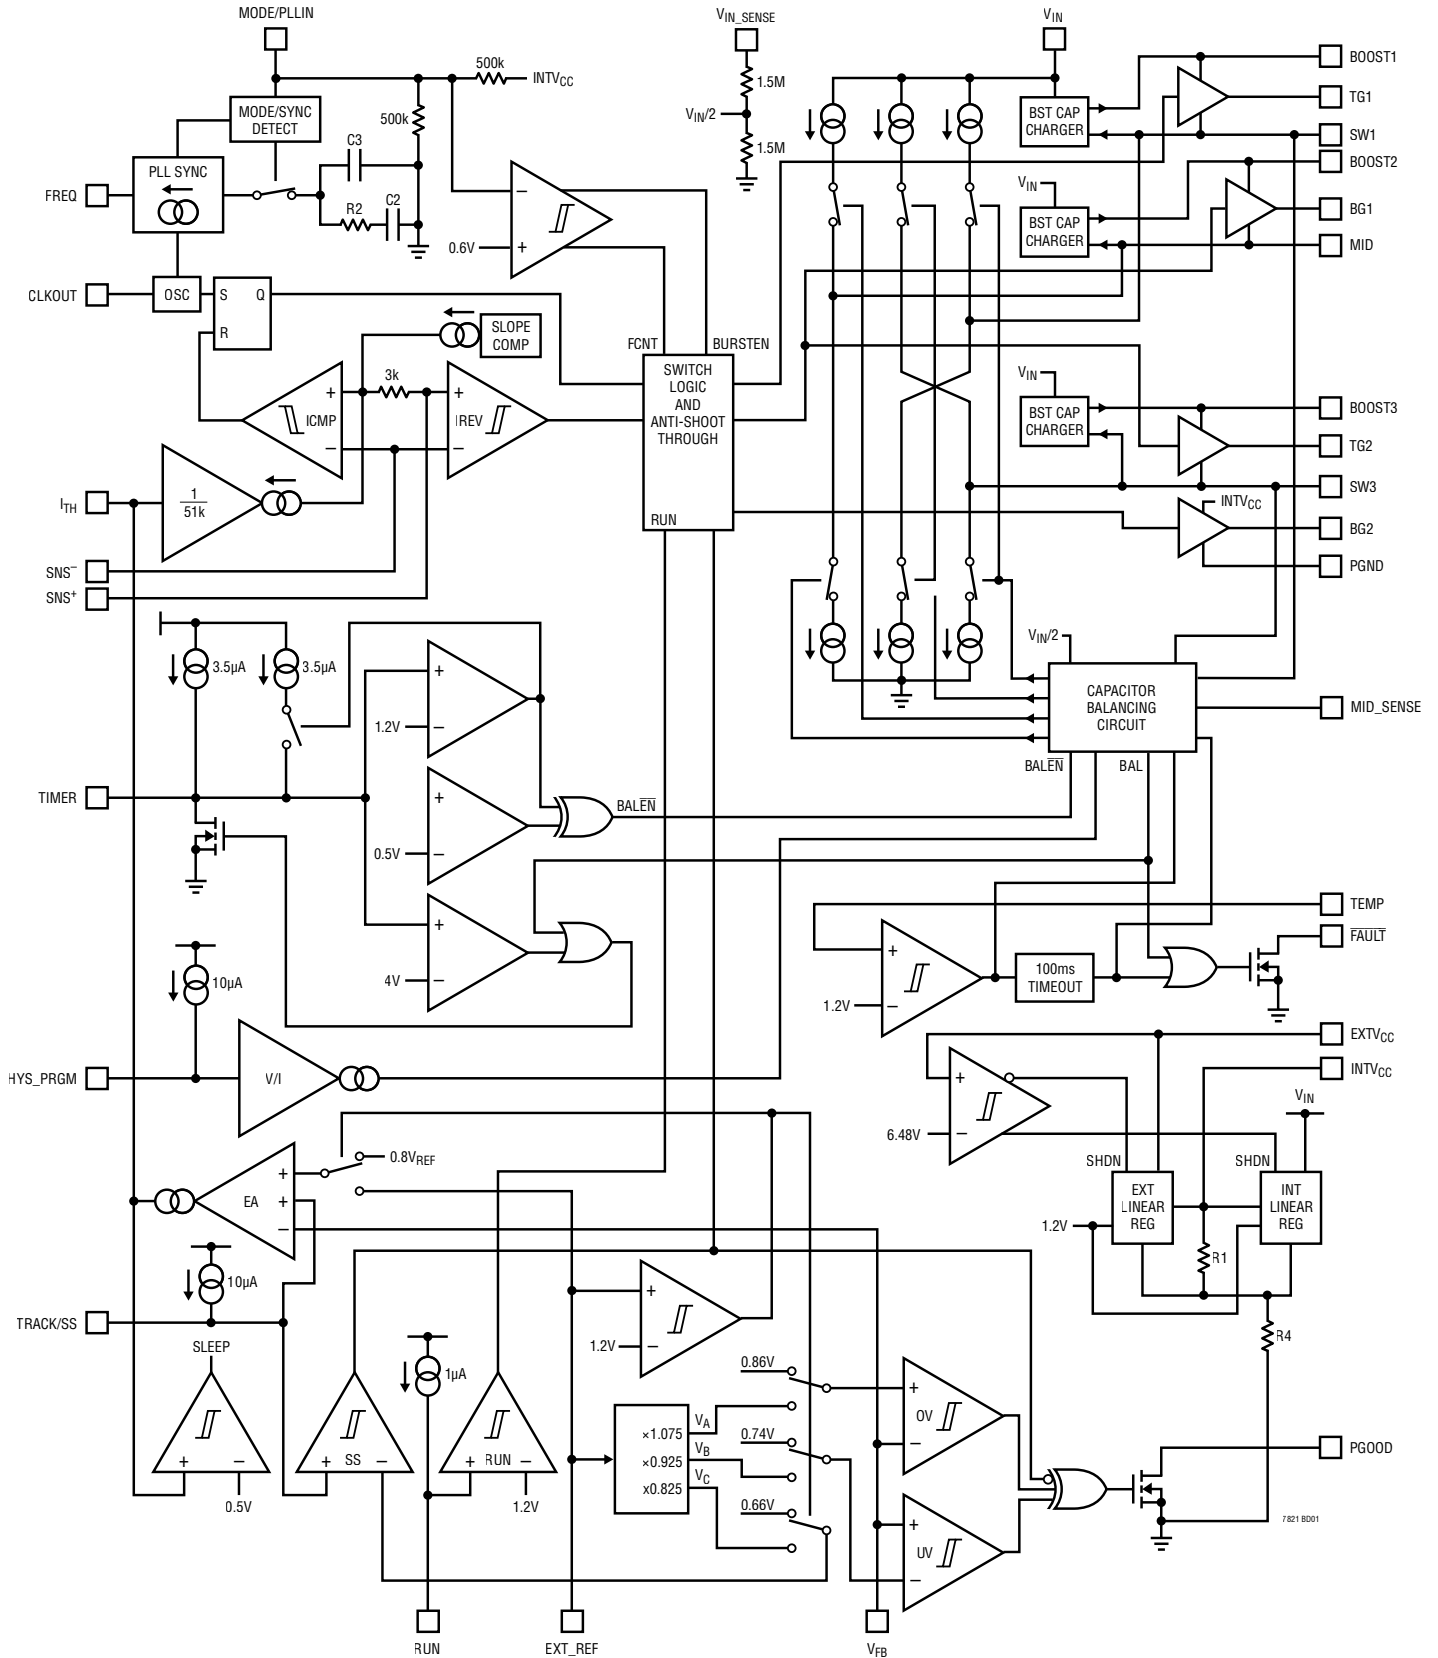 MODE/PLLIN
VIN_SENSE
VIN
500k
INTVCC
MODE/SYNC
DETECT
500k
C3
PLL SYNC
FREQ
R2
C2
0.6V
−
+
1.5M
VIN/2
1.5M
BST CAP
CHARGER
BOOST1
TG1
SW1
BOOST2
VIN
BST CAP
CHARGER
BG1
MID
CLKOUT
OSC
S
Q
R
SLOPE
COMP
FCNT
BURSTEN
SWITCH
LOGIC
AND
ANTI-SHOOT
THROUGH
RUN
3k
+
ICMP
−
+
IREV
−
VIN
BST CAP
CHARGER
BOOST3
TG2
SW3
INTVCC
BG2
PGND
ITH
1
51k
SNS−
SNS+
3.5µA
3.5µA
+
1.2V
−
VIN/2
CAPACITOR
BALANCING
CIRCUIT
MID_SENSE
BALEN
BAL
TIMER
+
0.5V
−
BALEN
+
4V
−
TEMP
FAULT
+
1.2V
−
100ms
TIMEOUT
10µA
HYS_PRGM
V/I
EXTVCC
INTVCC
VIN
+
6.48V
−
SHDN
SHDN
EXT
LINEAR
REG
INT
LINEAR
REG
1.2V
R1
R4
0.8VREF
+
EA
+
−
10µA
TRACK/SS
SLEEP
+
−
0.5V
+
SS
−
1µA
+
RUN
−
1.2V
+
1.2V
−
0.86V
×1.075
VA
0.74V
×0.925
VB
x0.825
VC
0.66V
+
OV
−
+
UV
−
PGOOD
7821 BD01
RUN
EXT_REF
VFB